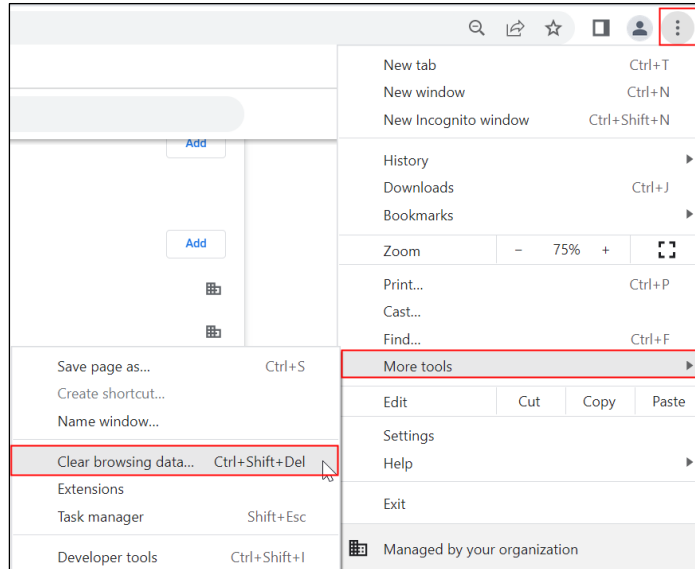 New tab Ctrl+T
New window Ctrl+N
New Incognito window Ctrl+Shift+N
Add
History
Downloads Ctrl+J
Bookmarks
Add
Zoom − 75% +
Print... Ctrl+P
Cast...
Find... Ctrl+F
More tools
Edit Cut Copy Paste
Settings
Help
Exit
Managed by your organization
Save page as... Ctrl+S
Create shortcut...
Name window...
Clear browsing data... Ctrl+Shift+Del
Extensions
Task manager Shift+Esc
Developer tools Ctrl+Shift+I